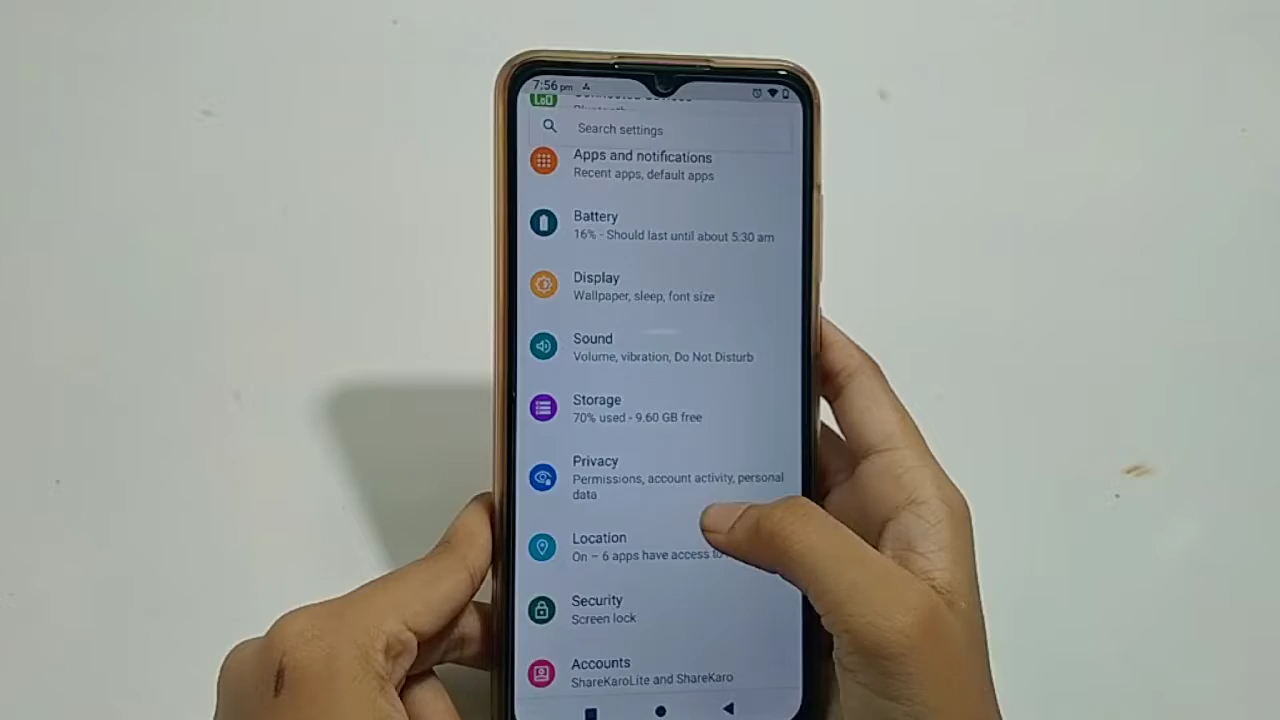 7:56 pm
Search settings
Apps and notifications
Recent apps, default apps
Battery
16% - Should last until about 5:30 am
Display
Wallpaper, sleep, font size
Sound
Volume, vibration, Do Not Disturb
Storage
70% used - 9.60 GB free
Privacy
Permissions, account activity, personal
data
Location
On – 6 apps have access to
Security
Screen lock
Accounts
ShareKaroLite and ShareKaro